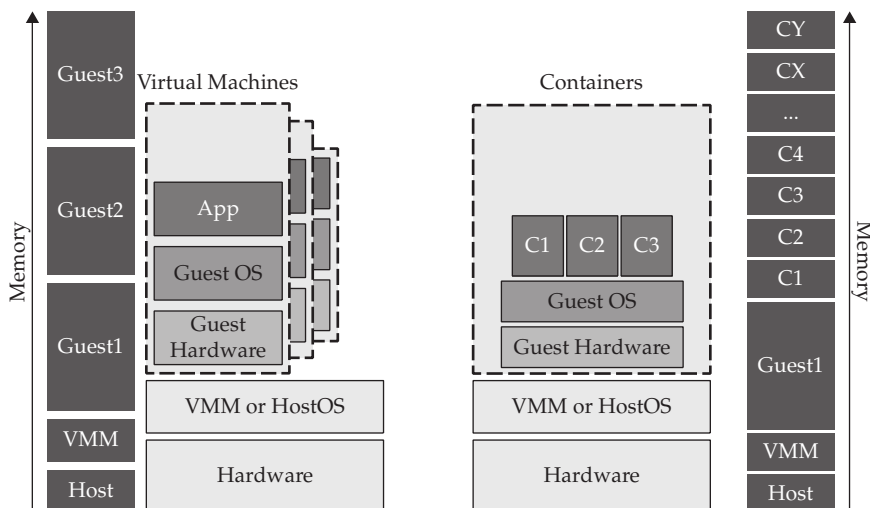 Memory
Guest3
Guest2
Guest1
VMM
Host
Virtual Machines
App
Guest OS
Guest
Hardware
VMM or HostOS
Hardware
Containers
C1
C2
C3
Guest OS
Guest Hardware
VMM or HostOS
Hardware
CY
CX
...
C4
C3
C2
C1
Guest1
VMM
Host
Memory